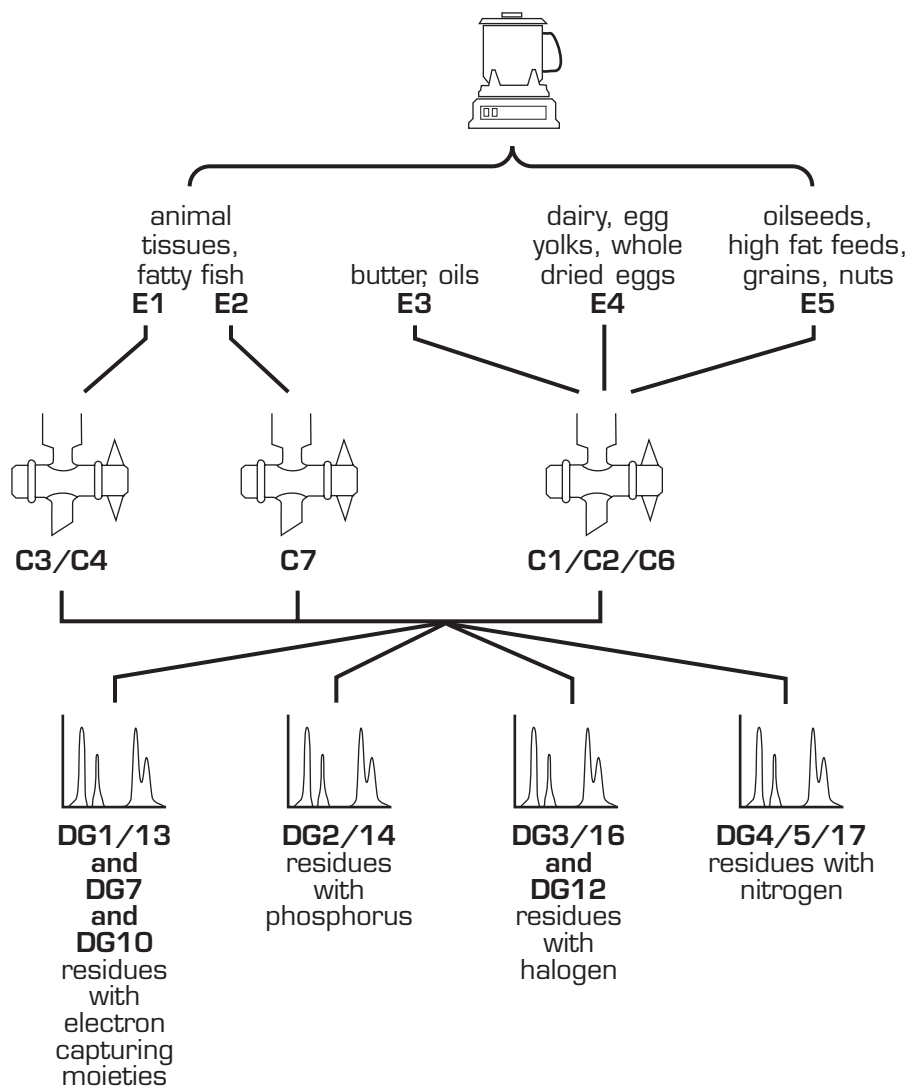 animal
tissues,
fatty fish
E1 E2
butter, oils
E3
dairy, egg
yolks, whole
dried eggs
E4
oilseeds,
high fat feeds,
grains, nuts
E5
C3/C4
C7
C1/C2/C6
DG1/13
and
DG7
and
DG10
residues
with
electron
capturing
moieties
DG2/14
residues
with
phosphorus
DG3/16
and
DG12
residues
with
halogen
DG4/5/17
residues with
nitrogen